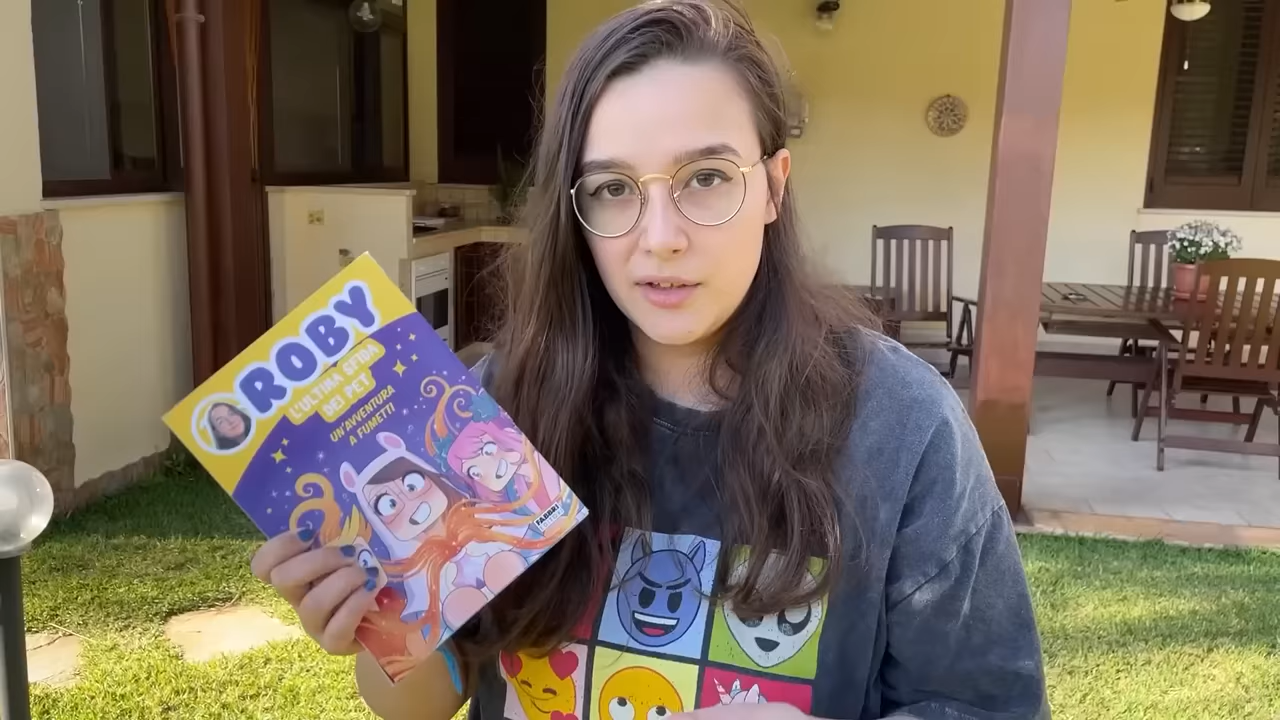 ROBY
L'ULTIMA SFIDA
DEI PET
UN'AVVENTURA
A FUMETTI
FABBRI